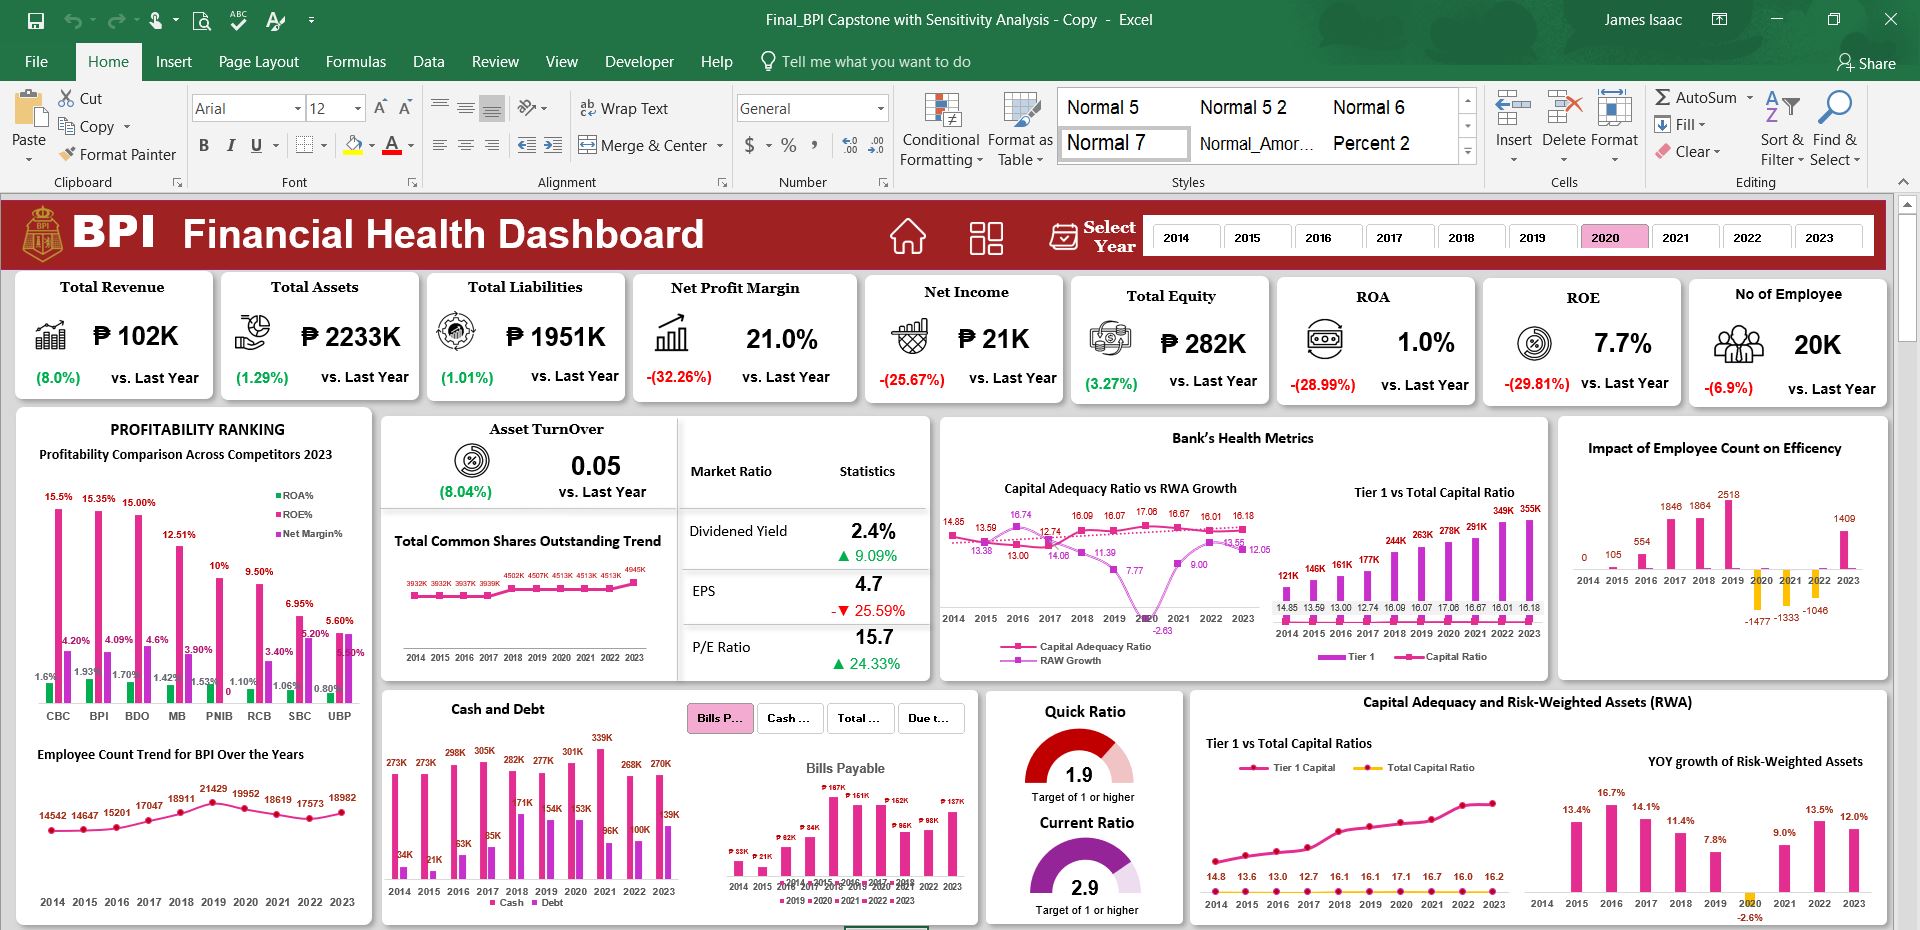 Final_BPI Capstone with Sensitivity Analysis - Copy - Excel
James Isaac
File Home Insert Page Layout Formulas Data Review View Developer Help Tell me what you want to do
Share
Paste
Cut
Copy
Format Painter
Clipboard
Arial 12
B I U
Font
Wrap Text
Merge & Center
Alignment
General
$ % ,
Number
Conditional Formatting
Format as Table
Normal 5 Normal 5 2 Normal 6
Normal 7 Normal_Amor... Percent 2
Styles
Insert Delete Format
Cells
AutoSum
Fill
Clear
Sort & Filter
Find & Select
Editing
BPI Financial Health Dashboard
Select Year
2014 2015 2016 2017 2018 2019 2020 2021 2022 2023
Total Revenue
₱ 102K
(8.0%) vs. Last Year
Total Assets
₱ 2233K
(1.29%) vs. Last Year
Total Liabilities
₱ 1951K
(1.01%) vs. Last Year
Net Profit Margin
21.0%
-(32.26%) vs. Last Year
Net Income
₱ 21K
-(25.67%) vs. Last Year
Total Equity
₱ 282K
(3.27%) vs. Last Year
ROA
1.0%
-(28.99%) vs. Last Year
ROE
7.7%
-(29.81%) vs. Last Year
No of Employee
20K
-(6.9%) vs. Last Year
PROFITABILITY RANKING
Profitability Comparison Across Competitors 2023
ROA%
ROE%
Net Margin%
15.5% 15.35% 15.00% 12.51% 10% 9.50% 6.95% 5.60%
4.20% 4.09% 4.6% 3.90% 0 3.40% 5.20% 5.50%
1.6% 1.93% 1.70% 1.42% 1.53% 1.10% 1.06% 0.80%
CBC BPI BDO MB PNIB RCB SBC UBP
Employee Count Trend for BPI Over the Years
14542 14647 15201 17047 18911 21429 19952 18619 17573 18982
2014 2015 2016 2017 2018 2019 2020 2021 2022 2023
Asset TurnOver
0.05
(8.04%) vs. Last Year
Total Common Shares Outstanding Trend
3932K 3932K 3937K 3939K 4502K 4507K 4513K 4513K 4513K 4945K
2014 2015 2016 2017 2018 2019 2020 2021 2022 2023
Market Ratio Statistics
Dividened Yield 2.4%
▲ 9.09%
EPS 4.7
-▼ 25.59%
P/E Ratio 15.7
▲ 24.33%
Bank's Health Metrics
Capital Adequacy Ratio vs RWA Growth
14.85 13.59 13.00 12.74 16.09 16.07 17.06 16.67 16.01 16.18
13.38 16.74 14.06 11.39 7.77 -2.63 9.00 13.55 12.05
2014 2015 2016 2017 2018 2019 2020 2021 2022 2023
Capital Adequacy Ratio
RAW Growth
Tier 1 vs Total Capital Ratio
121K 146K 161K 177K 244K 263K 278K 291K 349K 355K
14.85 13.59 13.00 12.74 16.09 16.07 17.06 16.67 16.01 16.18
2014 2015 2016 2017 2018 2019 2020 2021 2022 2023
Tier 1 Capital Ratio
Impact of Employee Count on Efficency
0 105 554 1846 1864 2518 -1477 -1333 -1046 1409
2014 2015 2016 2017 2018 2019 2020 2021 2022 2023
Cash and Debt
273K 273K 298K 305K 282K 277K 301K 339K 268K 270K
34K 21K 63K 85K 171K 154K 153K 96K 100K 139K
2014 2015 2016 2017 2018 2019 2020 2021 2022 2023
Cash Debt
Bills P... Cash ... Total ... Due t...
Bills Payable
₱ 33K ₱ 21K ₱ 62K ₱ 84K ₱ 167K ₱ 151K ₱ 152K ₱ 95K ₱ 98K ₱ 137K
2014 2015 2016 2017 2018 2019 2020 2021 2022 2023
2014 2015 2016 2017 2018
2019 2020 2021 2022 2023
Quick Ratio
1.9
Target of 1 or higher
Current Ratio
2.9
Target of 1 or higher
Capital Adequacy and Risk-Weighted Assets (RWA)
Tier 1 vs Total Capital Ratios
Tier 1 Capital Total Capital Ratio
14.8 13.6 13.0 12.7 16.1 16.1 17.1 16.7 16.0 16.2
2014 2015 2016 2017 2018 2019 2020 2021 2022 2023
YOY growth of Risk-Weighted Assets
13.4% 16.7% 14.1% 11.4% 7.8% -2.6% 9.0% 13.5% 12.0%
2014 2015 2016 2017 2018 2019 2020 2021 2022 2023